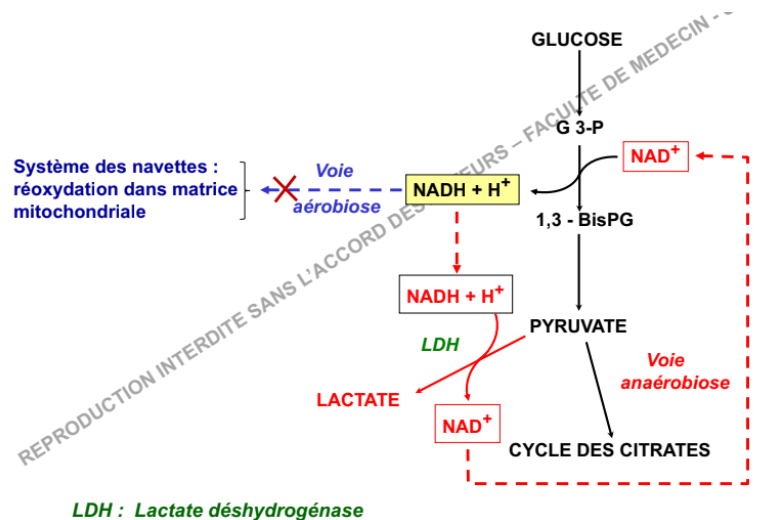 GLUCOSE
G 3-P
NAD+
Système des navettes :
réoxydation dans matrice
mitochondriale
Voie
aérobiose
NADH + H+
1,3 - BisPG
NADH + H+
LDH
PYRUVATE
Voie
anaérobiose
LACTATE
NAD+
CYCLE DES CITRATES
LDH : Lactate déshydrogénase
REPRODUCTION INTERDITE SANS L'ACCORD DES URS – FACULTE DE MEDECIN